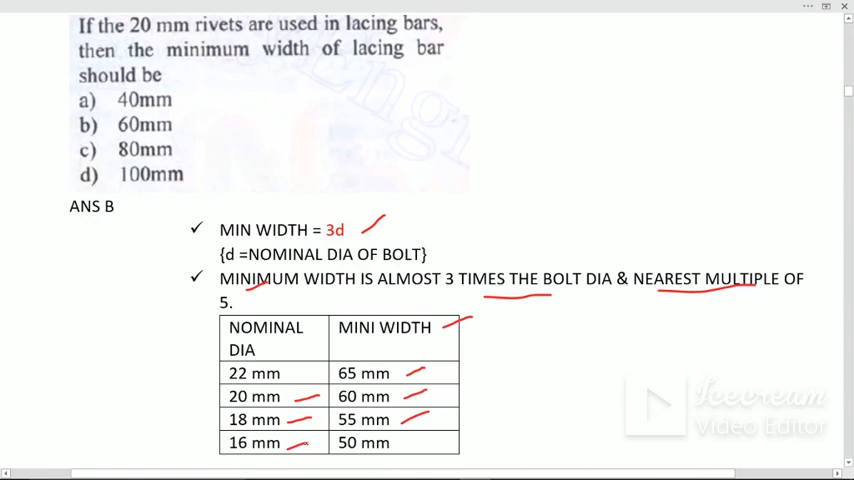 If the 20 mm rivets are used in lacing bars,
then the minimum width of lacing bar
should be
a) 40mm
b) 60mm
c) 80mm
d) 100mm
ANS B
✓ MIN WIDTH = 3d
{d =NOMINAL DIA OF BOLT}
✓ MINIMUM WIDTH IS ALMOST 3 TIMES THE BOLT DIA & NEAREST MULTIPLE OF
5.
NOMINAL DIA MINI WIDTH
22 mm 65 mm
20 mm 60 mm
18 mm 55 mm
16 mm 50 mm
Icecream
Video Editor